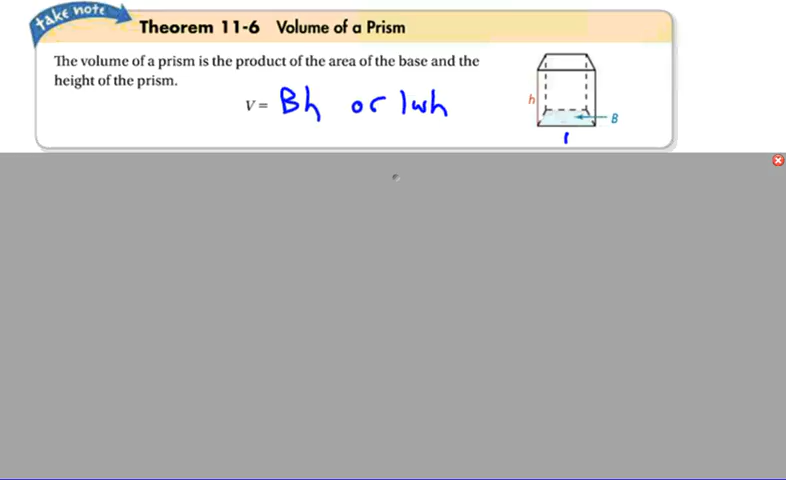 take note
Theorem 11-6 Volume of a Prism
The volume of a prism is the product of the area of the base and the
height of the prism.
V = Bh or lwh
h
B
l